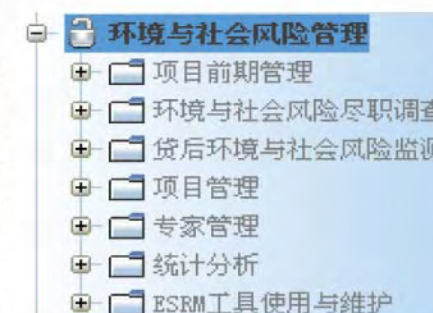 环境与社会风险管理
项目前期管理
环境与社会风险尽职调查
贷后环境与社会风险监测
项目管理
专家管理
统计分析
ESRM工具使用与维护